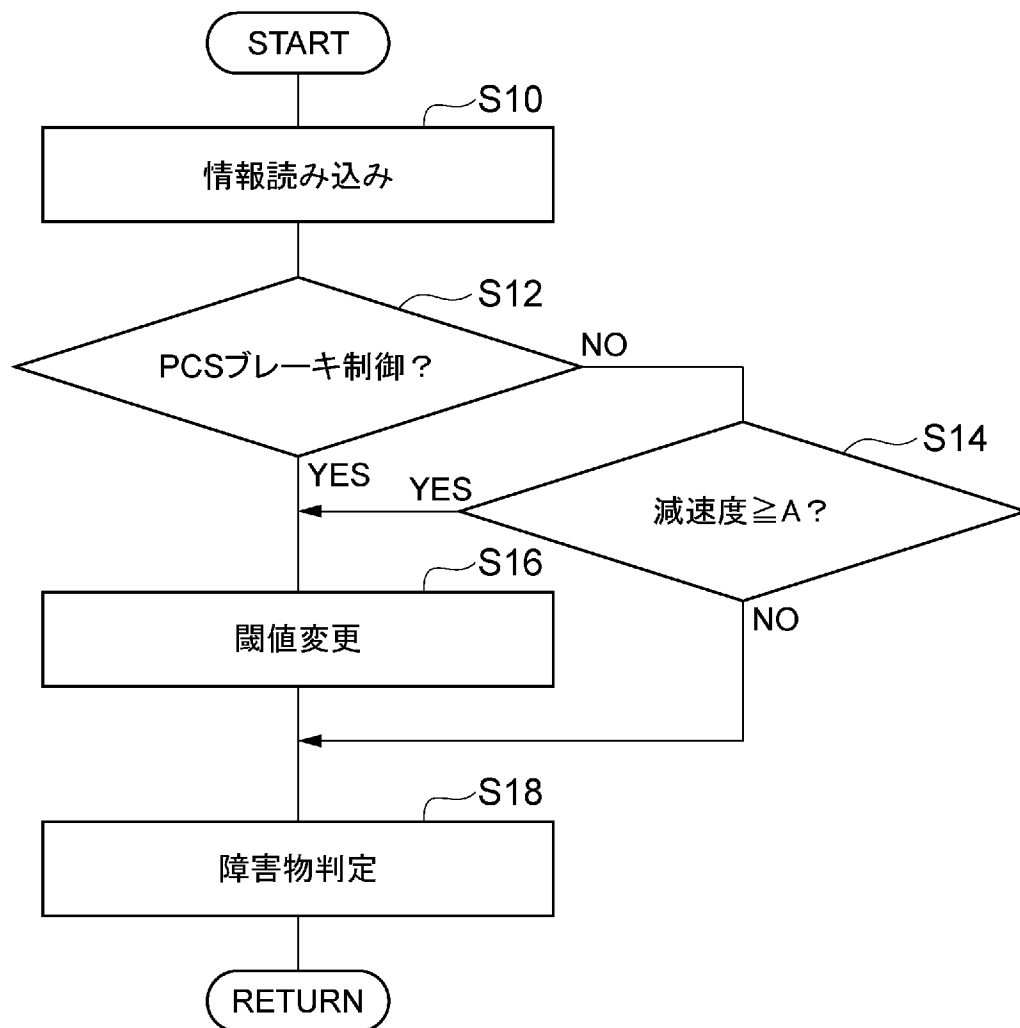 START
S10
情報読み込み
S12
PCSブレーキ制御？
NO
S14
YES
YES
減速度≧A？
S16
NO
閾値変更
S18
障害物判定
RETURN